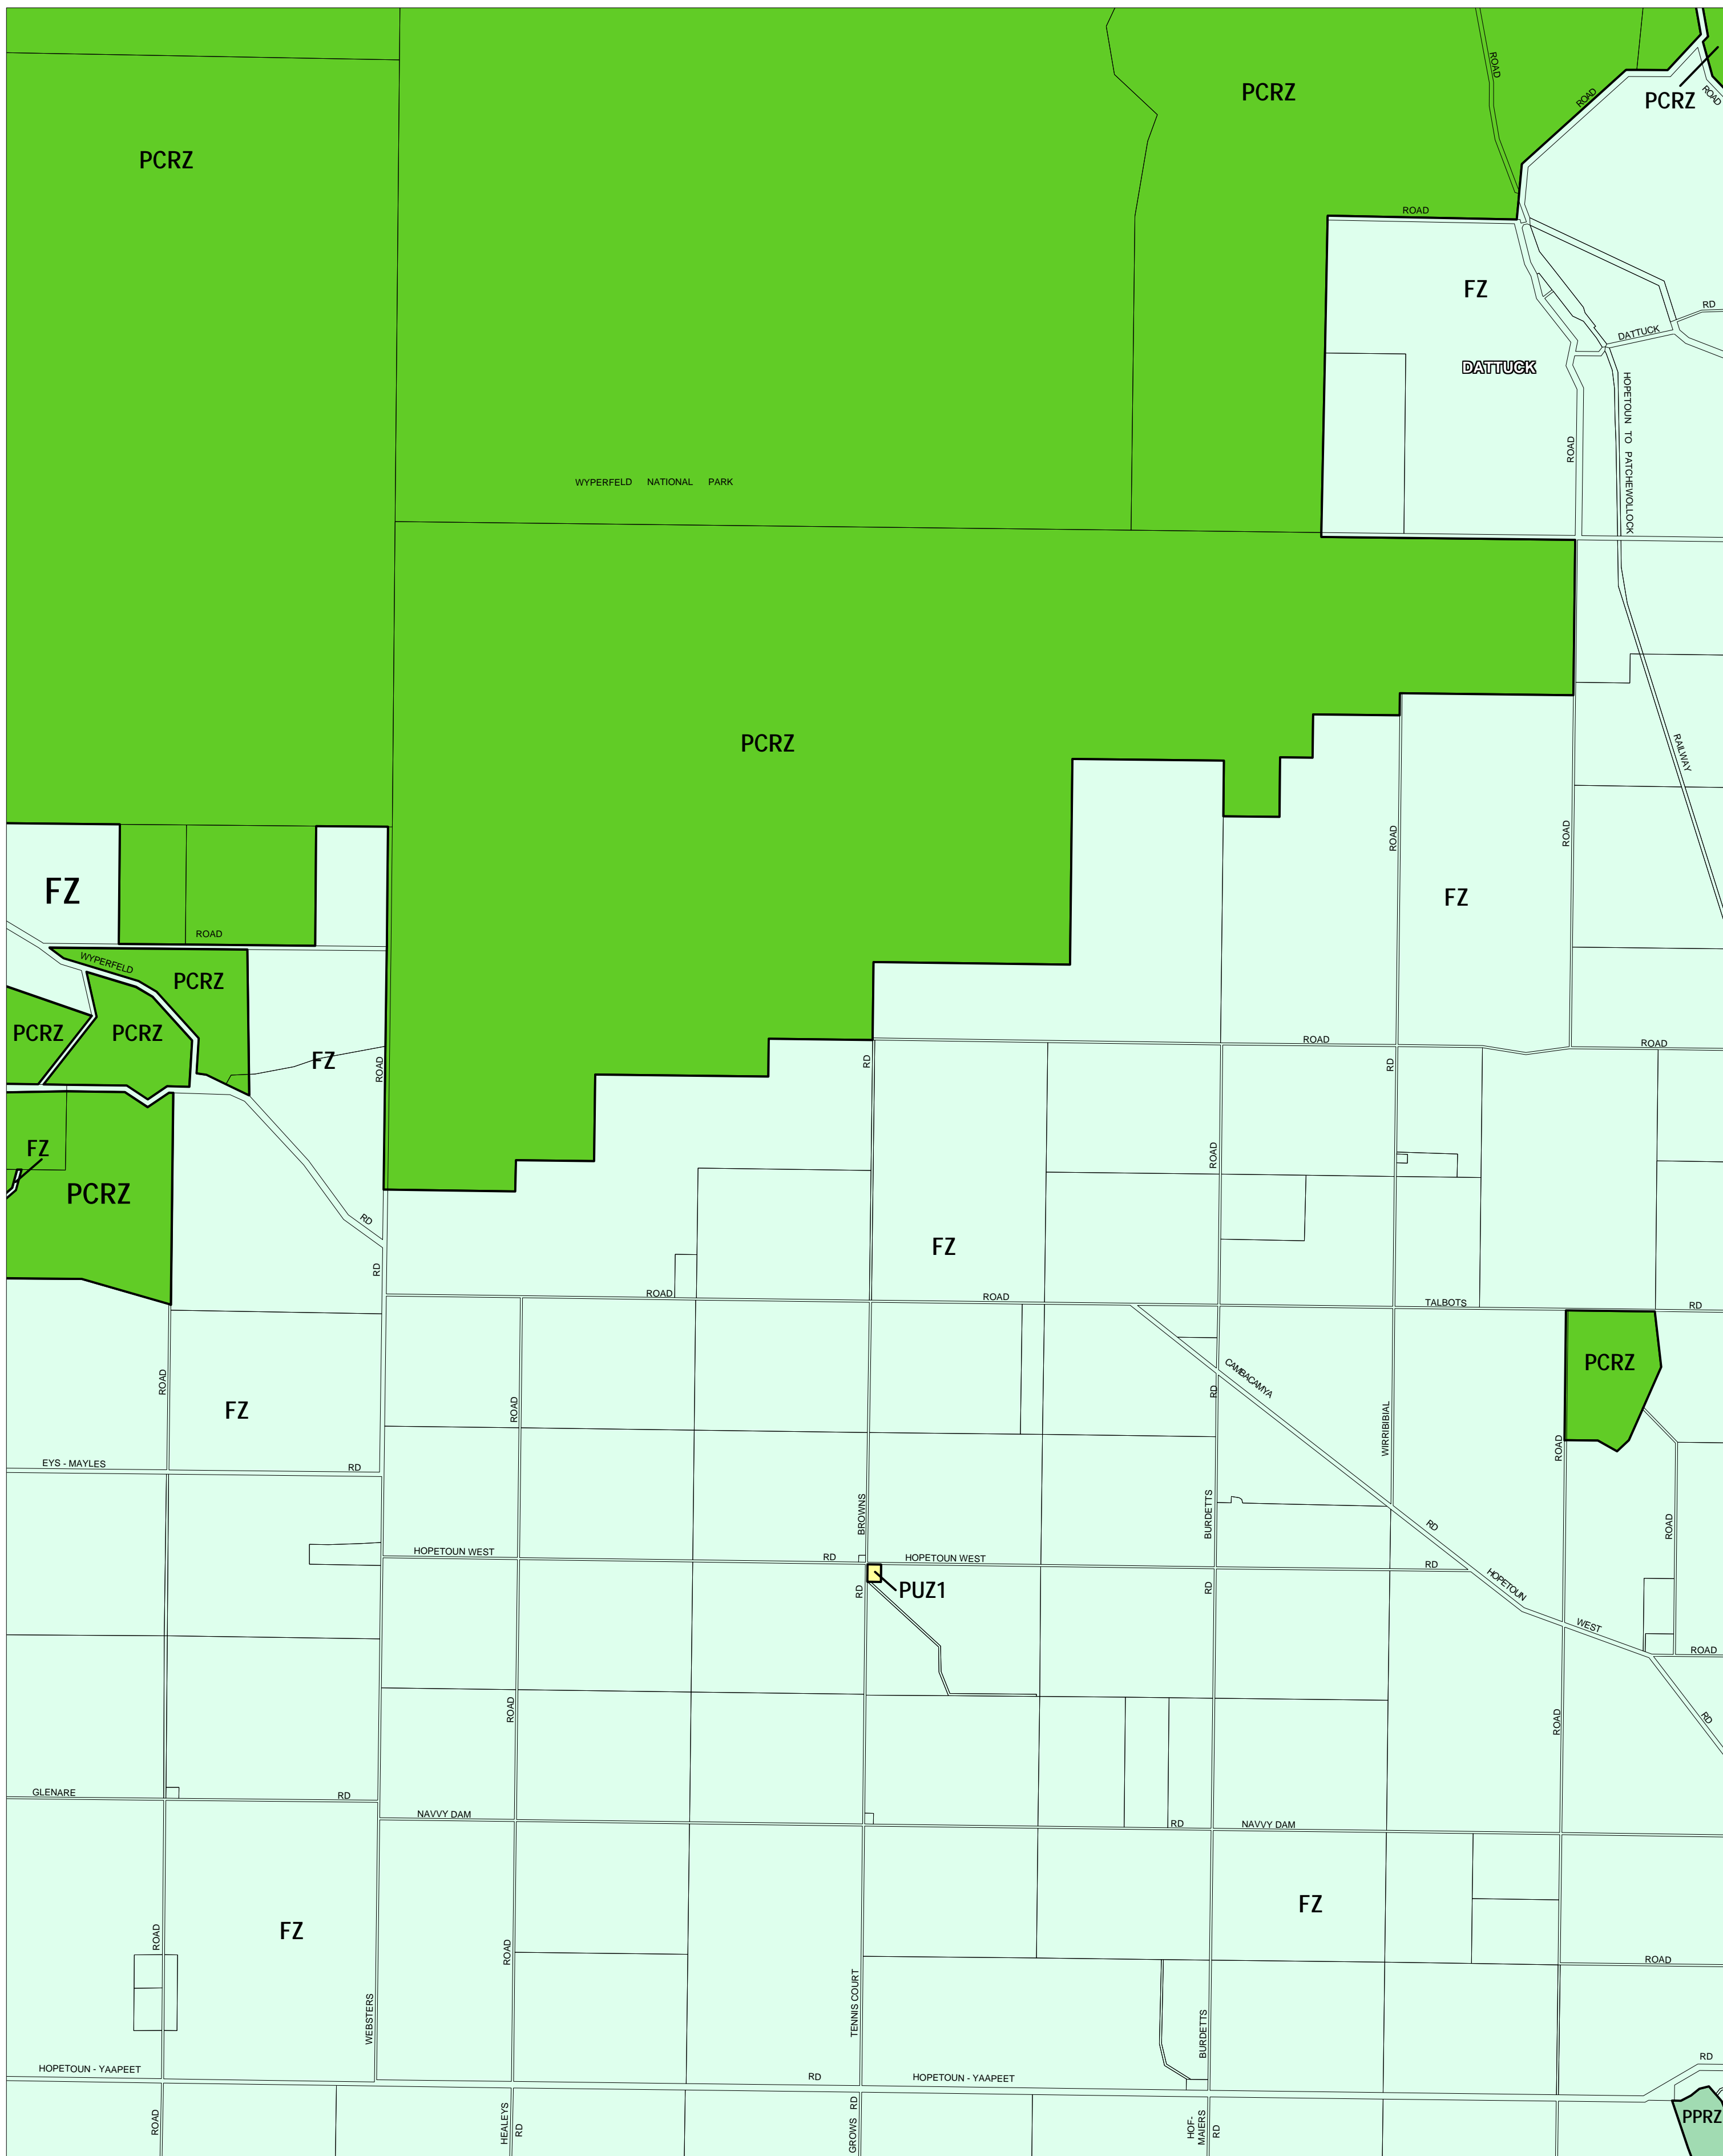 ROAD
PCRZ
PCRZ
ROAD
PCRZ
ROAD
PCRZ
ROAD
FZ
RD
DATTUCK
DATTUCK
HOPETOUN TO PATCHEWOLLOCK
ROAD
WYPERFELD NATIONAL PARK
PCRZ
RAILWAY
ROAD
ROAD
FZ
FZ
ROAD
WYPERFELD
PCRZ
PCRZ
PCRZ
FZ
ROAD
RD
ROAD
RD
ROAD
FZ
ROAD
PCRZ
RD
FZ
RD
ROAD
ROAD
TALBOTS
RD
PCRZ
ROAD
FZ
ROAD
RD
CAMBACAMYA
WIRRIBIBIAL
ROAD
EYS - MAYLES
RD
BROWNS
BURDETTS
RD
ROAD
HOPETOUN WEST
RD
HOPETOUN WEST
RD
PUZ1
RD
RD
HOPETOUN
WEST
ROAD
ROAD
ROAD
RD
GLENARE
RD
NAVVY DAM
RD
NAVVY DAM
FZ
FZ
ROAD
ROAD
ROAD
WEBSTERS
TENNIS COURT
BURDETTS
HOPETOUN - YAAPEET
RD
HOPETOUN - YAAPEET
RD
ROAD
HEALEYS
RD
GROWS RD
HOF-
MAIERS
RD
PPRZ